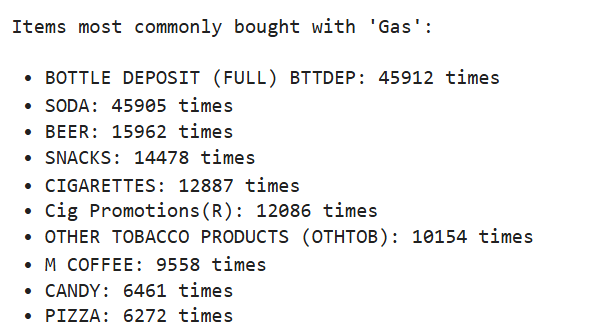 Items most commonly bought with 'Gas':
• BOTTLE DEPOSIT (FULL) BTTDEP: 45912 times
• SODA: 45905 times
• BEER: 15962 times
• SNACKS: 14478 times
• CIGARETTES: 12887 times
• Cig Promotions(R): 12086 times
• OTHER TOBACCO PRODUCTS (OTHTOB): 10154 times
• M COFFEE: 9558 times
• CANDY: 6461 times
• PIZZA: 6272 times